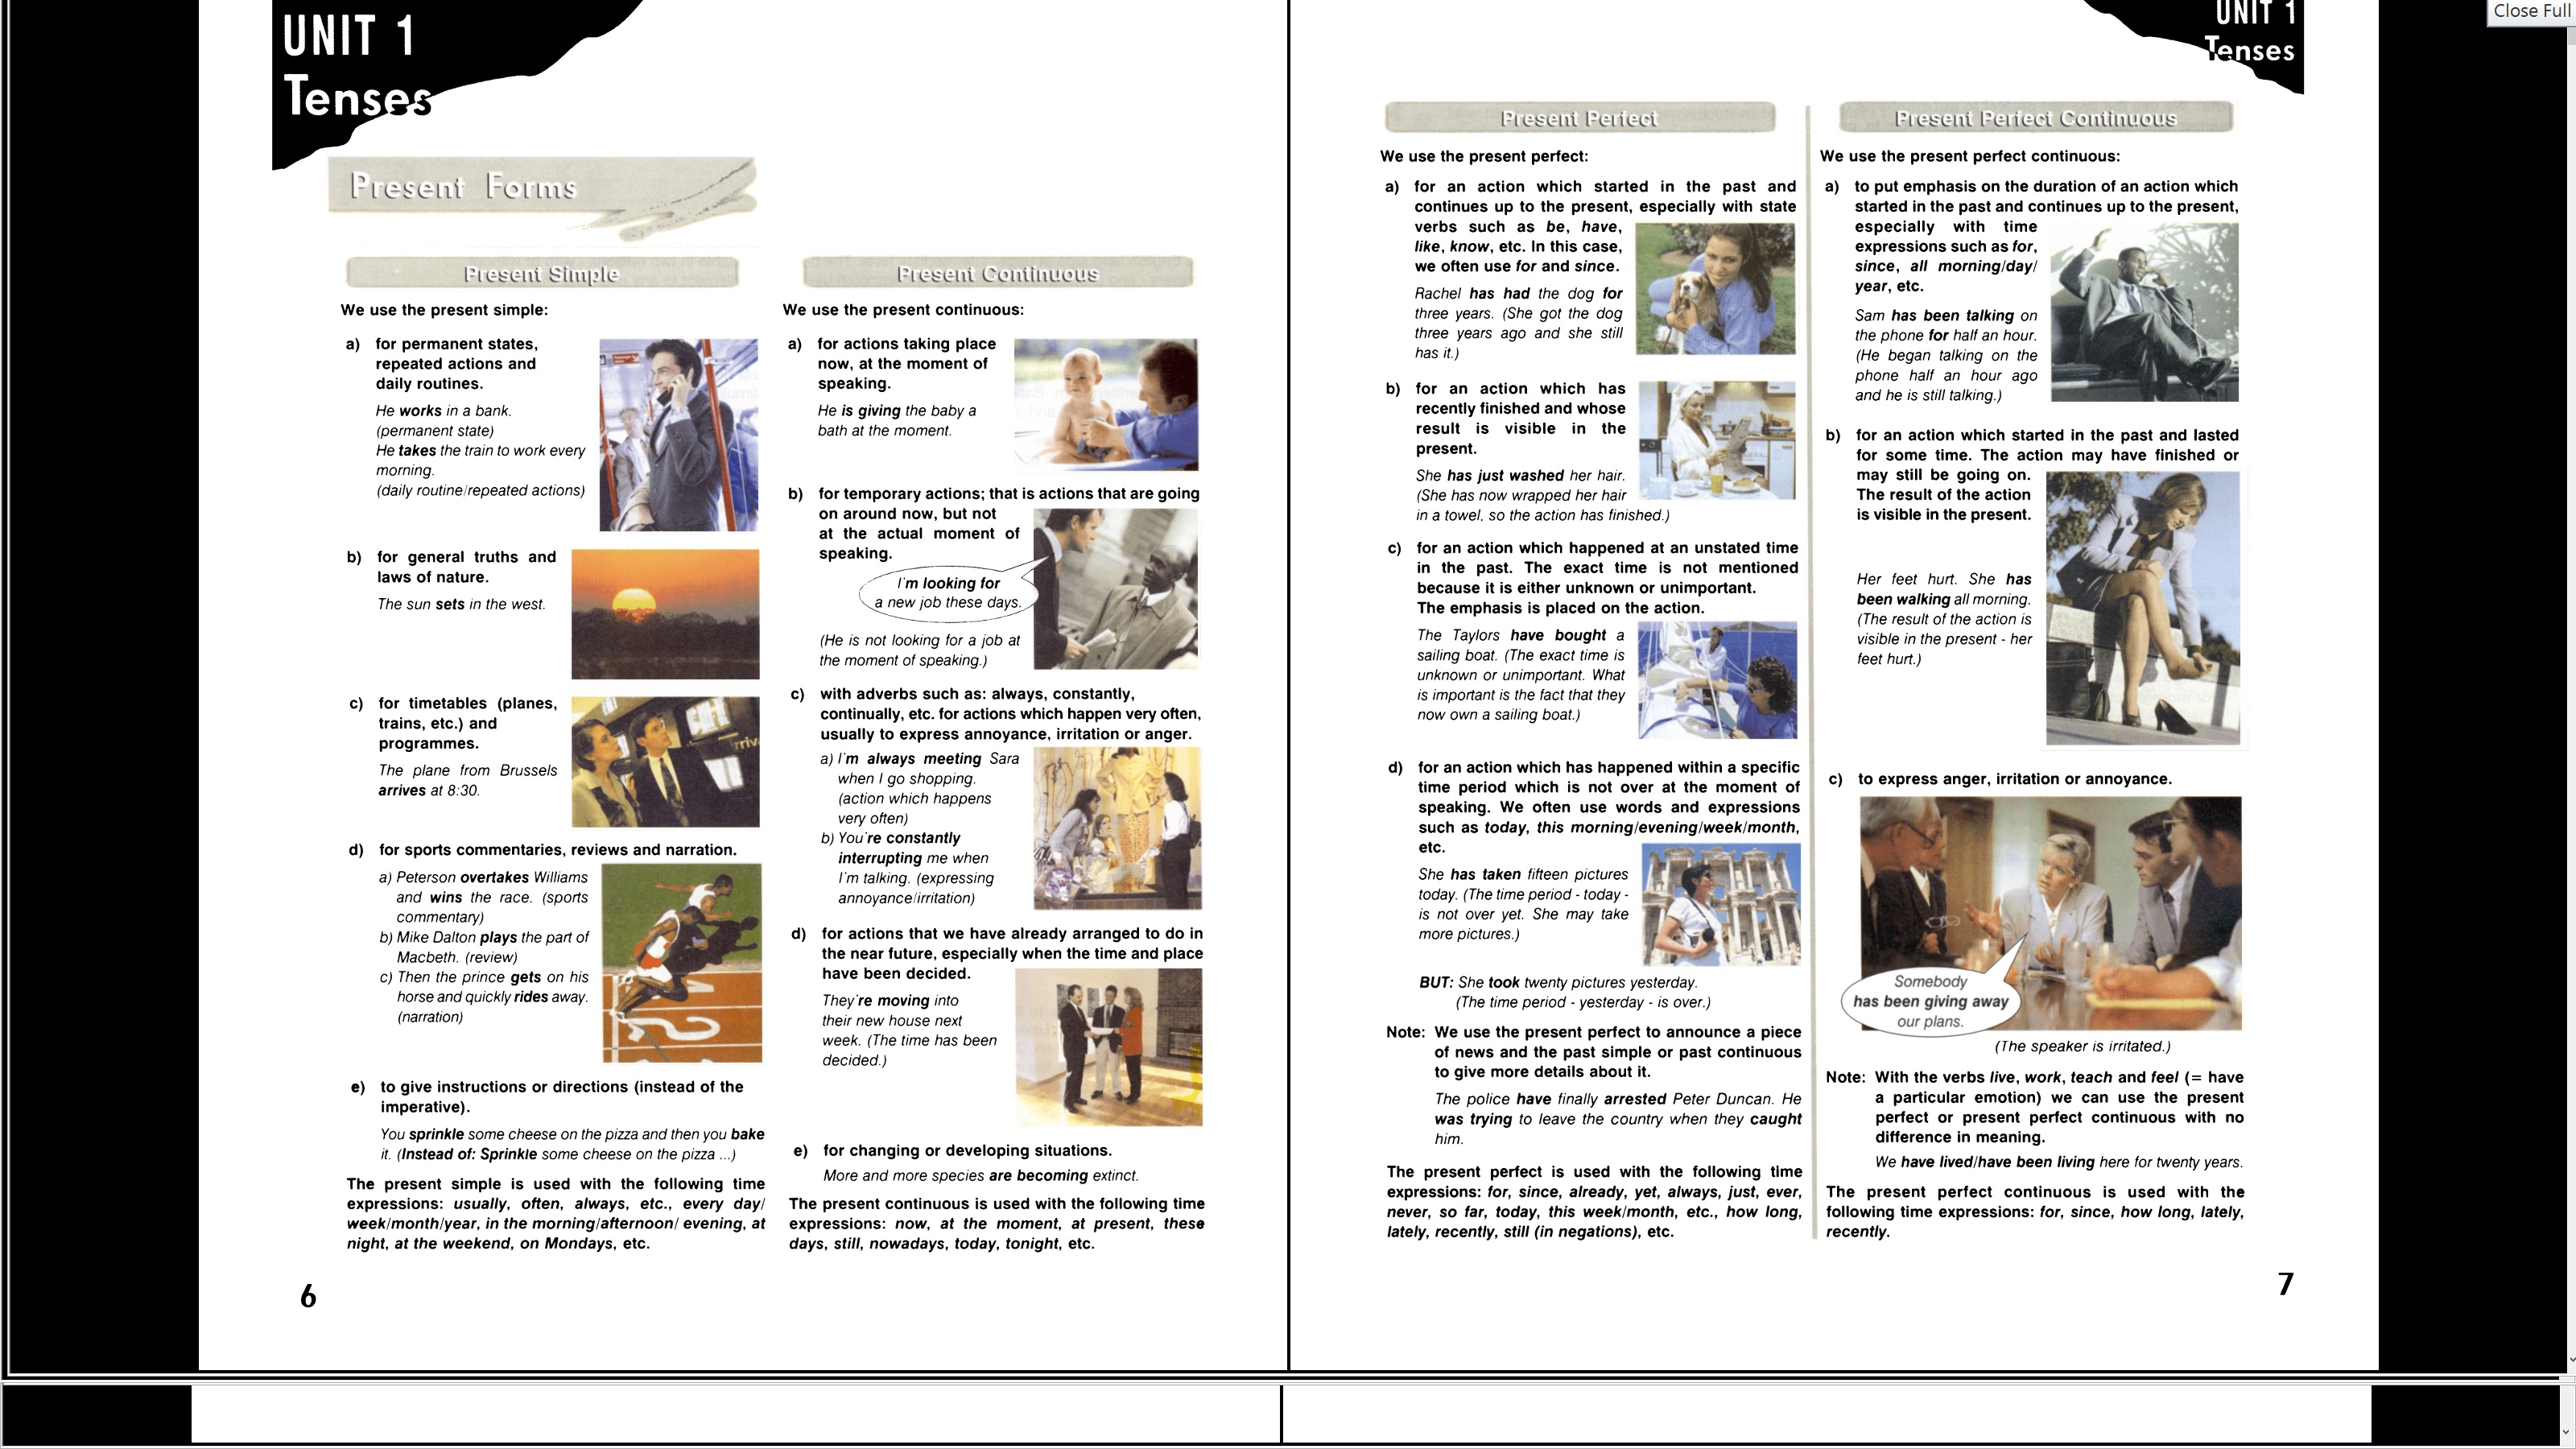 UNIT 1
Tenses
Present Forms
Present Simple
We use the present simple:
a) for permanent states,
repeated actions and
daily routines.
He works in a bank.
(permanent state)
He takes the train to work every
morning.
(daily routine/repeated actions)
b) for general truths and
laws of nature.
The sun sets in the west.
c) for timetables (planes,
trains, etc.) and
programmes.
The plane from Brussels
arrives at 8:30.
d) for sports commentaries, reviews and narration.
a) Peterson overtakes Williams
and wins the race. (sports
commentary)
b) Mike Dalton plays the part of
Macbeth. (review)
c) Then the prince gets on his
horse and quickly rides away.
(narration)
e) to give instructions or directions (instead of the
imperative).
You sprinkle some cheese on the pizza and then you bake
it. (Instead of: Sprinkle some cheese on the pizza ...)
The present simple is used with the following time
expressions: usually, often, always, etc., every day/
week/month/year, in the morning/afternoon/ evening, at
night, at the weekend, on Mondays, etc.
6
Present Continuous
We use the present continuous:
a) for actions taking place
now, at the moment of
speaking.
He is giving the baby a
bath at the moment.
b) for temporary actions; that is actions that are going
on around now, but not
at the actual moment of
speaking.
I'm looking for
a new job these days.
(He is not looking for a job at
the moment of speaking.)
c) with adverbs such as: always, constantly,
continually, etc. for actions which happen very often,
usually to express annoyance, irritation or anger.
a) I'm always meeting Sara
when I go shopping.
(action which happens
very often)
b) You're constantly
interrupting me when
I'm talking. (expressing
annoyance/irritation)
d) for actions that we have already arranged to do in
the near future, especially when the time and place
have been decided.
They're moving into
their new house next
week. (The time has been
decided.)
e) for changing or developing situations.
More and more species are becoming extinct.
The present continuous is used with the following time
expressions: now, at the moment, at present, these
days, still, nowadays, today, tonight, etc.
UNIT 1
Tenses
Close Full
Present Perfect
We use the present perfect:
a) for an action which started in the past and
continues up to the present, especially with state
verbs such as be, have,
like, know, etc. In this case,
we often use for and since.
Rachel has had the dog for
three years. (She got the dog
three years ago and she still
has it.)
b) for an action which has
recently finished and whose
result is visible in the
present.
She has just washed her hair.
(She has now wrapped her hair
in a towel, so the action has finished.)
c) for an action which happened at an unstated time
in the past. The exact time is not mentioned
because it is either unknown or unimportant.
The emphasis is placed on the action.
The Taylors have bought a
sailing boat. (The exact time is
unknown or unimportant. What
is important is the fact that they
now own a sailing boat.)
d) for an action which has happened within a specific
time period which is not over at the moment of
speaking. We often use words and expressions
such as today, this morning/evening/week/month,
etc.
She has taken fifteen pictures
today. (The time period - today -
is not over yet. She may take
more pictures.)
BUT: She took twenty pictures yesterday.
(The time period - yesterday - is over.)
Note: We use the present perfect to announce a piece
of news and the past simple or past continuous
to give more details about it.
The police have finally arrested Peter Duncan. He
was trying to leave the country when they caught
him.
The present perfect is used with the following time
expressions: for, since, already, yet, always, just, ever,
never, so far, today, this week/month, etc., how long,
lately, recently, still (in negations), etc.
Present Perfect Continuous
We use the present perfect continuous:
a) to put emphasis on the duration of an action which
started in the past and continues up to the present,
especially with time
expressions such as for,
since, all morning/day/
year, etc.
Sam has been talking on
the phone for half an hour.
(He began talking on the
phone half an hour ago
and he is still talking.)
b) for an action which started in the past and lasted
for some time. The action may have finished or
may still be going on.
The result of the action
is visible in the present.
Her feet hurt. She has
been walking all morning.
(The result of the action is
visible in the present - her
feet hurt.)
c) to express anger, irritation or annoyance.
Somebody
has been giving away
our plans.
(The speaker is irritated.)
Note: With the verbs live, work, teach and feel (= have
a particular emotion) we can use the present
perfect or present perfect continuous with no
difference in meaning.
We have lived/have been living here for twenty years.
The present perfect continuous is used with the
following time expressions: for, since, how long, lately,
recently.
7